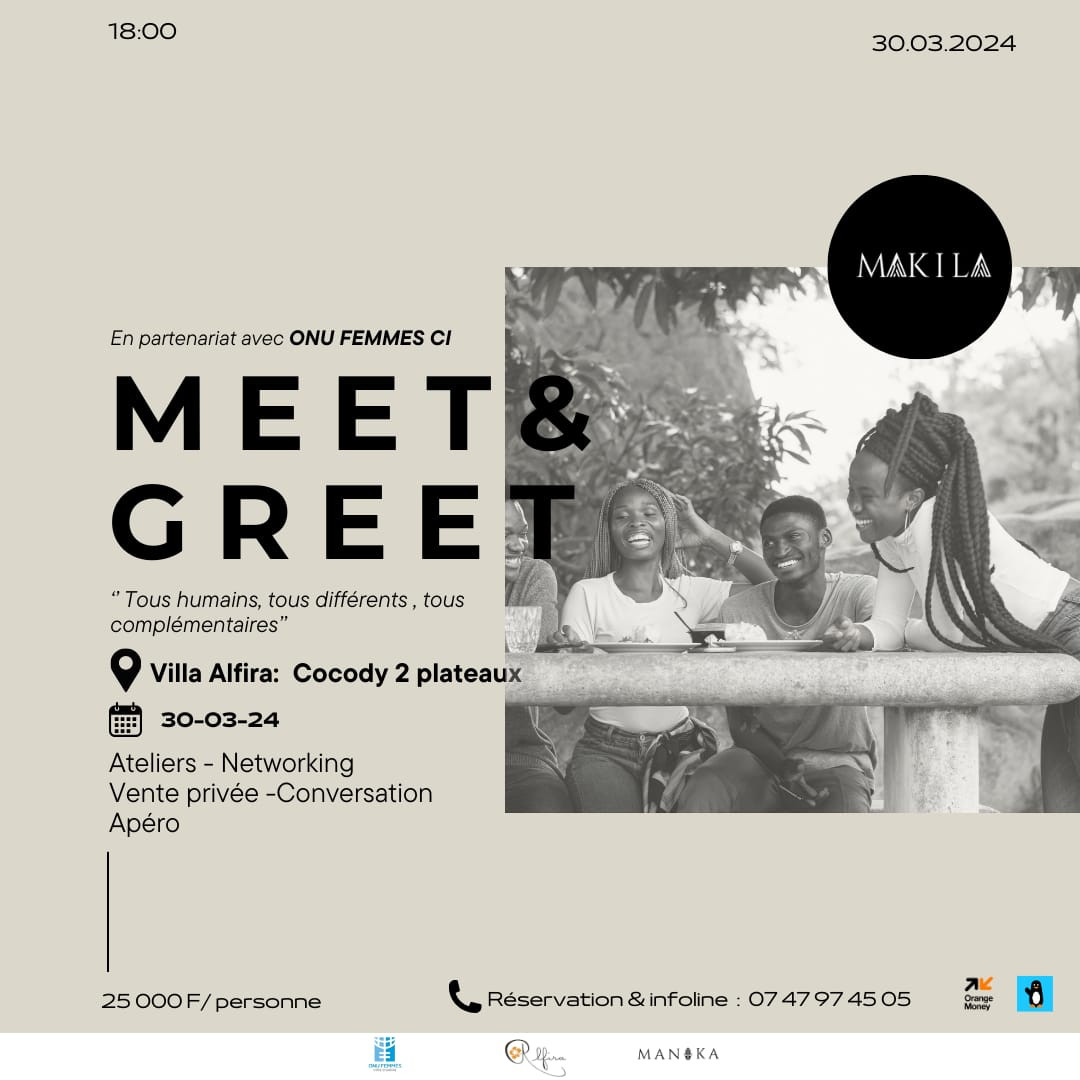 18:00
30.03.2024
MAKILA
En partenariat avec ONU FEMMES CI
MEET&
GREET
‘’ Tous humains, tous différents , tous
complémentaires”
Villa Alfira:  Cocody 2 plateaux
30-03-24
Ateliers - Networking
Vente privée -Conversation
Apéro
25 000 F/ personne
Réservation & infoline : 07 47 97 45 05
Orange
Money
ONU FEMMES
Alfira
MANIKA